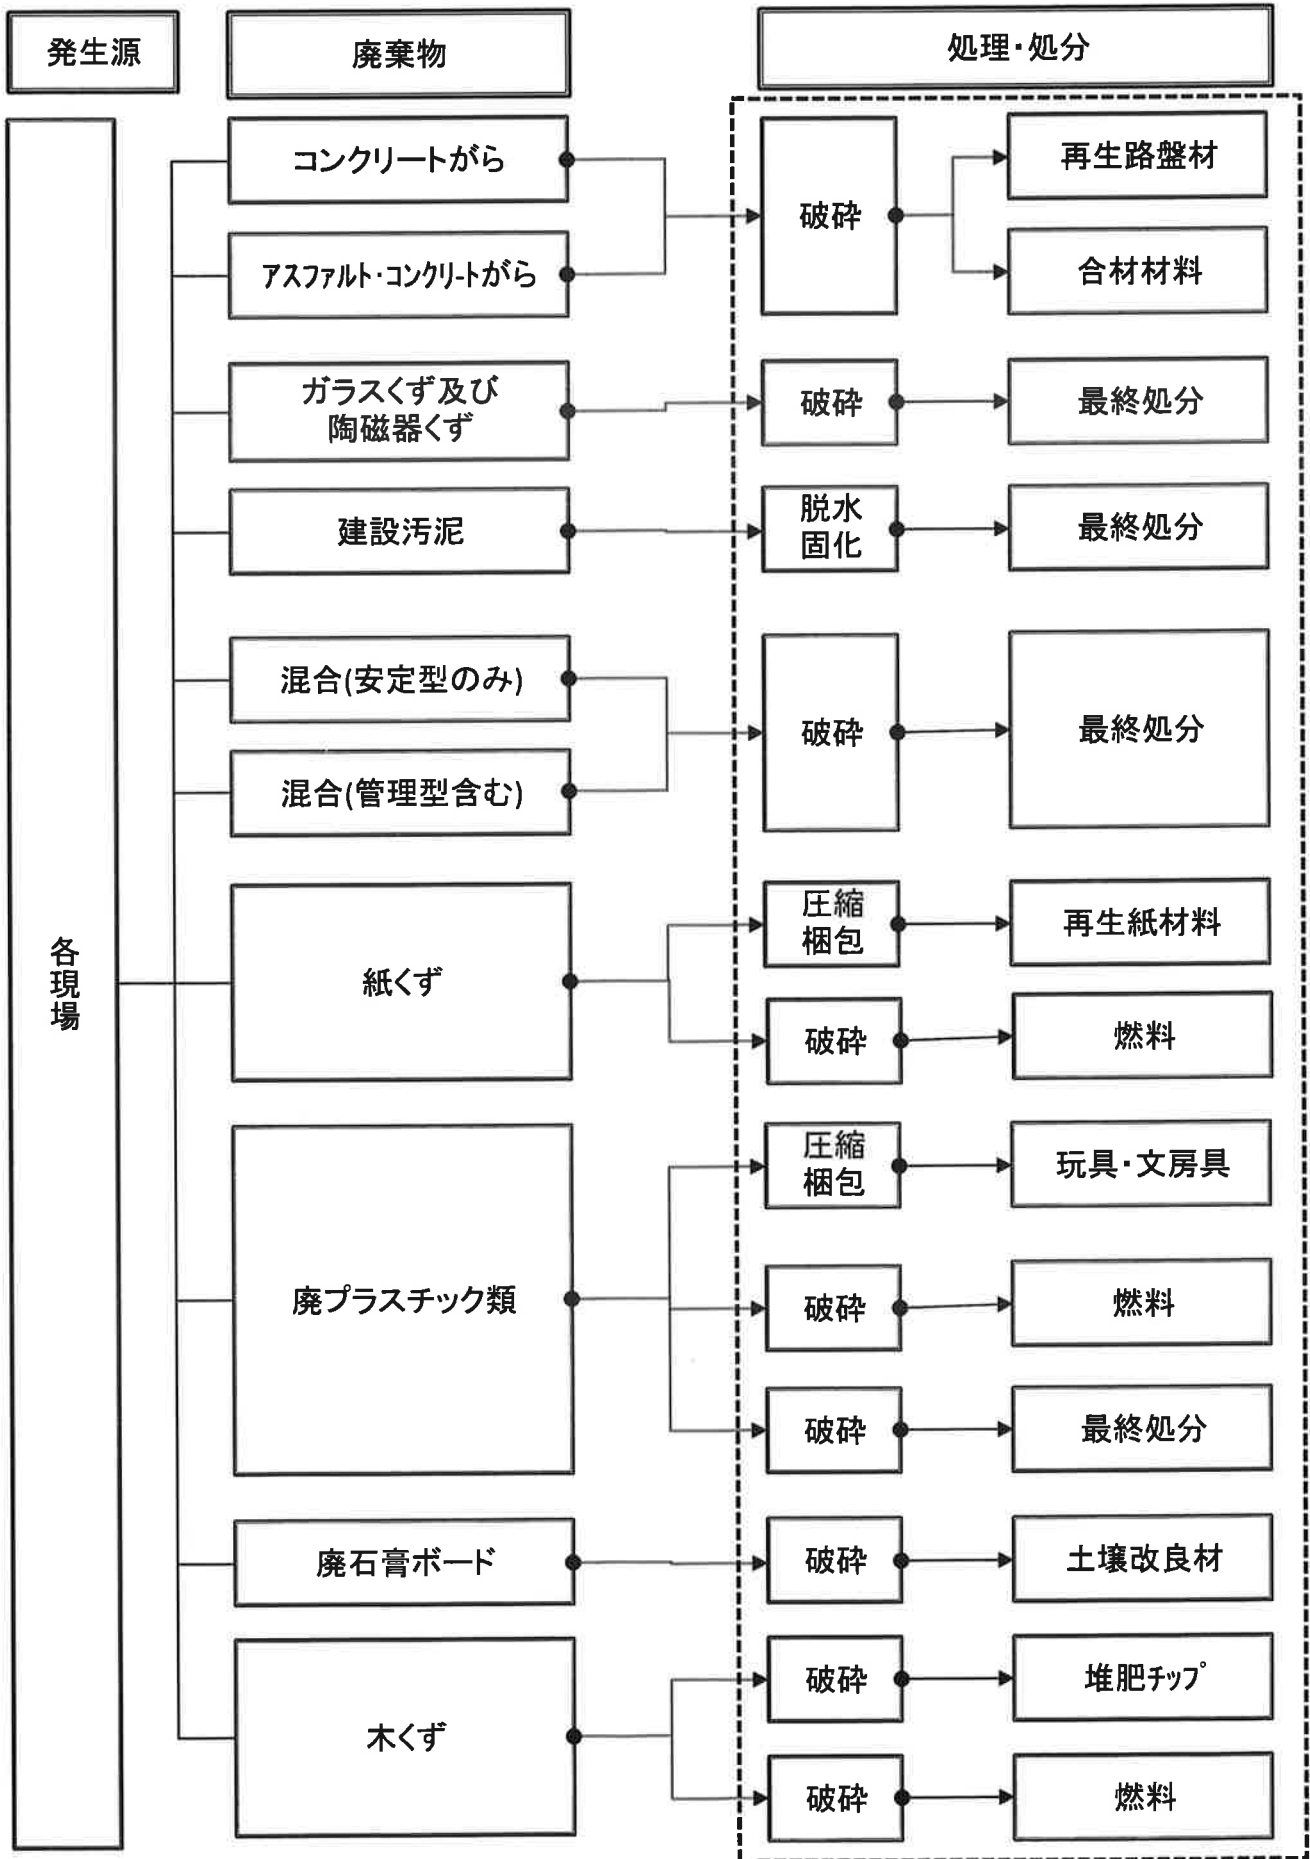 発生源
廃棄物
処理・処分
各現場
コンクリートがら
アスファルト・コンクリートがら
破砕
再生路盤材
合材材料
ガラスくず及び
陶磁器くず
破砕
最終処分
建設汚泥
脱水
固化
最終処分
混合(安定型のみ)
混合(管理型含む)
破砕
最終処分
紙くず
圧縮
梱包
再生紙材料
破砕
燃料
廃プラスチック類
圧縮
梱包
玩具・文房具
破砕
燃料
破砕
最終処分
廃石膏ボード
破砕
土壌改良材
木くず
破砕
堆肥チップ
破砕
燃料